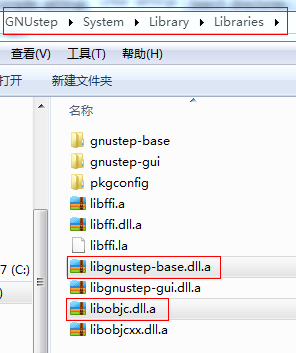 GNUstep ▸ System ▸ Library ▸ Libraries ▸
查看(V) 工具(T) 帮助(H)
打开 新建文件夹
名称
gnustep-base
gnustep-gui
pkgconfig
libffi.a
libffi.dll.a
libffi.la
7 (C:)
libgnustep-base.dll.a
libgnustep-gui.dll.a
)
libobjc.dll.a
libobjcxx.dll.a